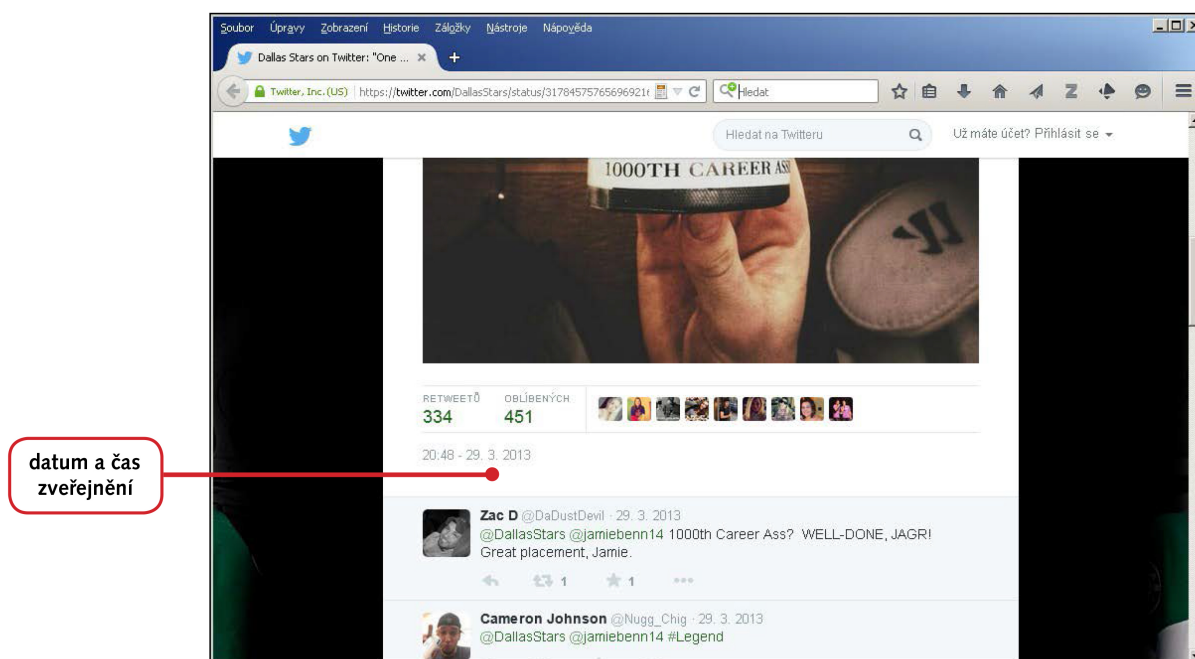 Soubor Úpravy Zobrazení Historie Záložky Nástroje Nápověda
Dallas Stars on Twitter: "One ...
Twitter, Inc. (US) https://twitter.com/DallasStars/status/31784575765696921 Hledat
Hledat na Twitteru Už máte účet? Přihlásit se
1000TH CAREER ASS
RETWEETŮ OBLÍBENÝCH
334 451
20:48 - 29. 3. 2013
datum a čas
zveřejnění
Zac D @DaDustDevil · 29. 3. 2013
@DallasStars @jamiebenn14 1000th Career Ass? WELL-DONE, JAGR!
Great placement, Jamie.
1 1
Cameron Johnson @Nugg_Chig · 29. 3. 2013
@DallasStars @jamiebenn14 #Legend